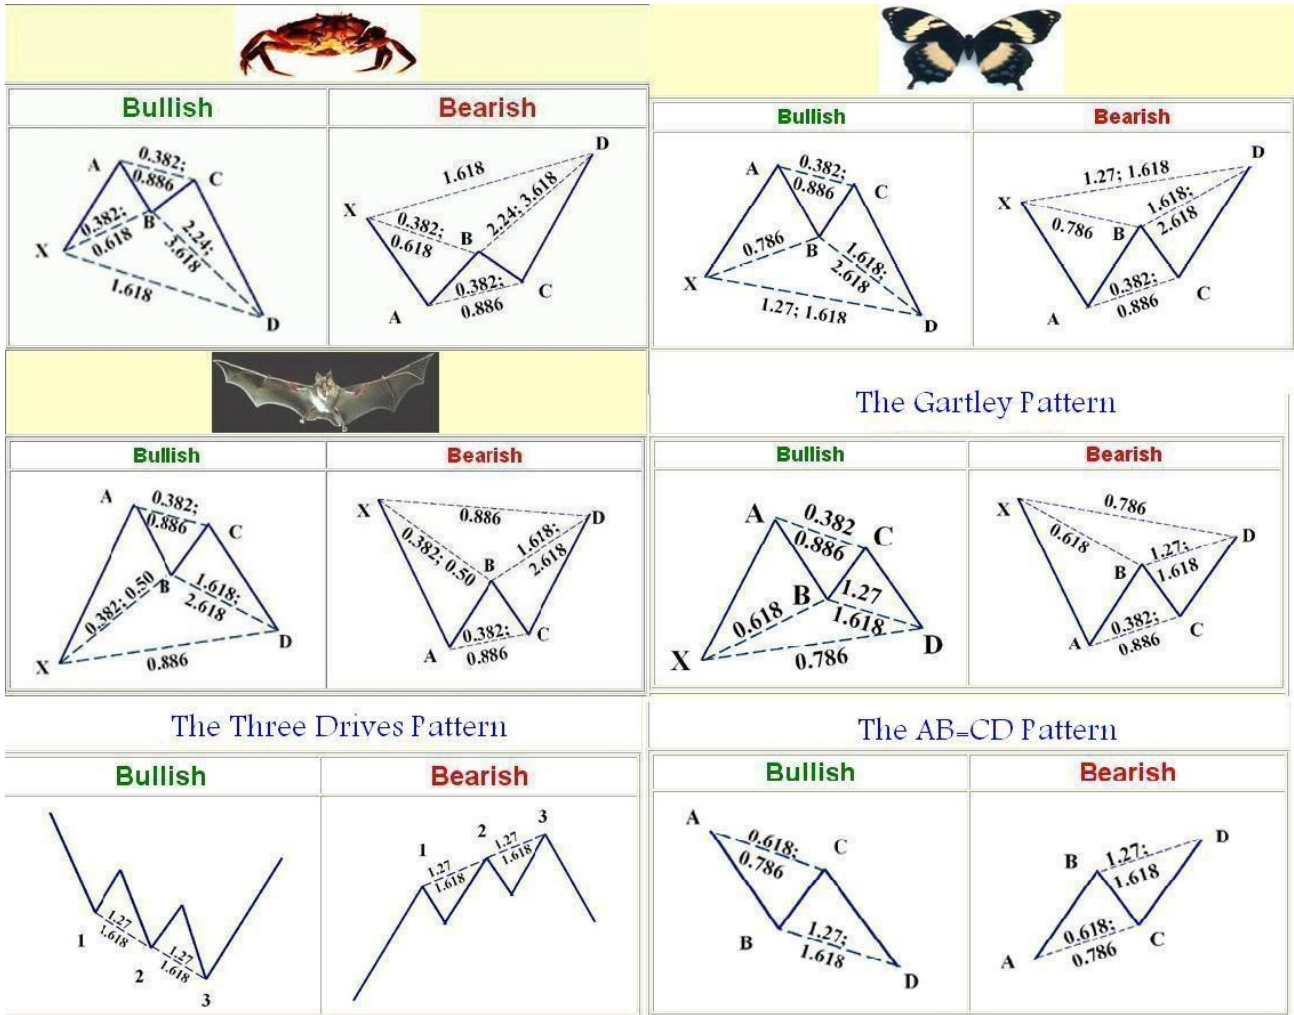 Bullish
Bearish
A
0.382;
0.886
C
X
0.382;
0.618
B
2.24;
3.618
1.618
D
D
1.618
X
0.382;
0.618
B
2.24; 3.618
0.382;
0.886
A
C
Bullish
Bearish
A
0.382;
0.886
C
0.786
B
1.618;
2.618
X
1.27; 1.618
D
D
1.27; 1.618
X
0.786
B
1.618;
2.618
0.382;
0.886
A
C
Bullish
Bearish
A
0.382;
0.886
C
0.382; 0.50
B
1.618;
2.618
X
0.886
D
X
0.886
D
0.382; 0.50
B
1.618;
2.618
0.382;
0.886
A
C
The Gartley Pattern
Bullish
Bearish
A
0.382
0.886
C
B
1.27
1.618
0.618
X
0.786
D
X
0.786
D
0.618
B
1.27;
1.618
0.382;
0.886
A
C
The Three Drives Pattern
Bullish
Bearish
1
1.27
1.618
2
1.27
1.618
3
1
1.27
1.618
2
1.27
1.618
3
The AB=CD Pattern
Bullish
Bearish
A
0.618;
0.786
C
B
1.27;
1.618
D
B
1.27;
1.618
D
0.618;
0.786
A
C